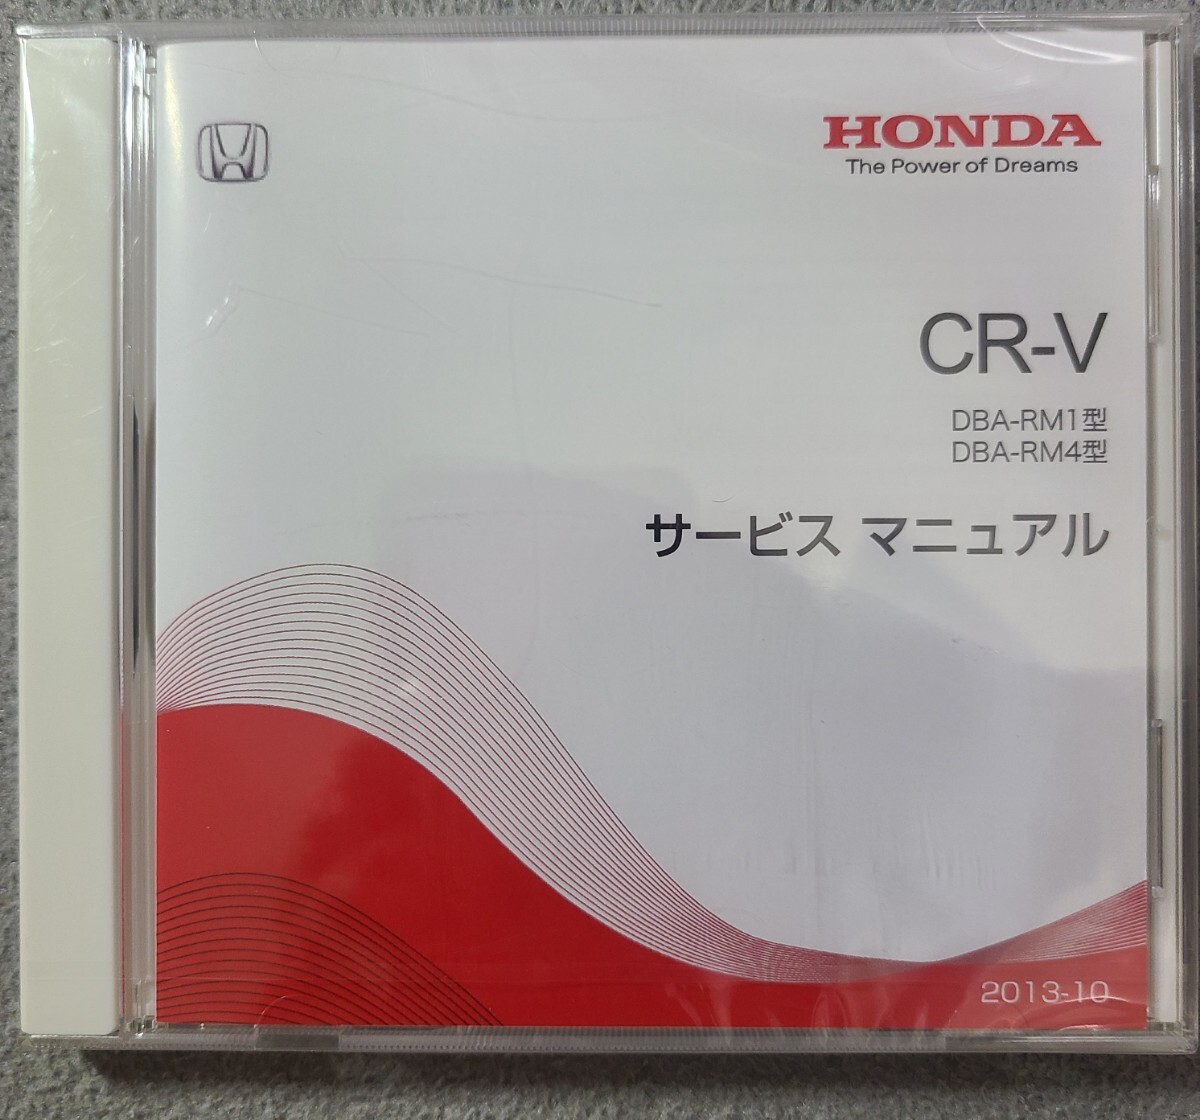 HONDA
The Power of Dreams
CR-V
DBA-RM1型
DBA-RM4型
サービス マニュアル
2013-10